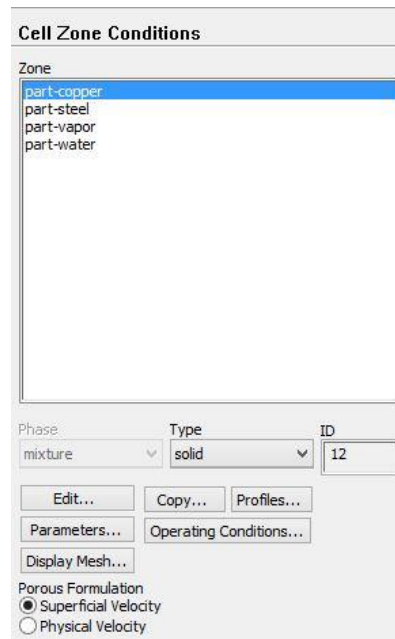 Cell Zone Conditions
Zone
part-copper
part-steel
part-vapor
part-water
Phase Type ID
mixture solid 12
Edit... Copy... Profiles...
Parameters... Operating Conditions...
Display Mesh...
Porous Formulation
Superficial Velocity
Physical Velocity